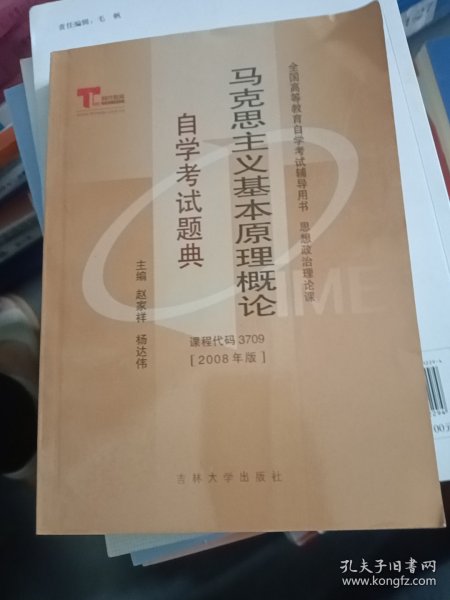 责任编辑：毛 帆
全国高等教育自学考试辅导用书 思想政治理论课
马克思主义基本原理概论
自学考试题典
主编 赵家祥 杨达伟
TIME
课程代码 3709
［2008年版］
吉林大学出版社
孔夫子旧书网
www.kongfz.com